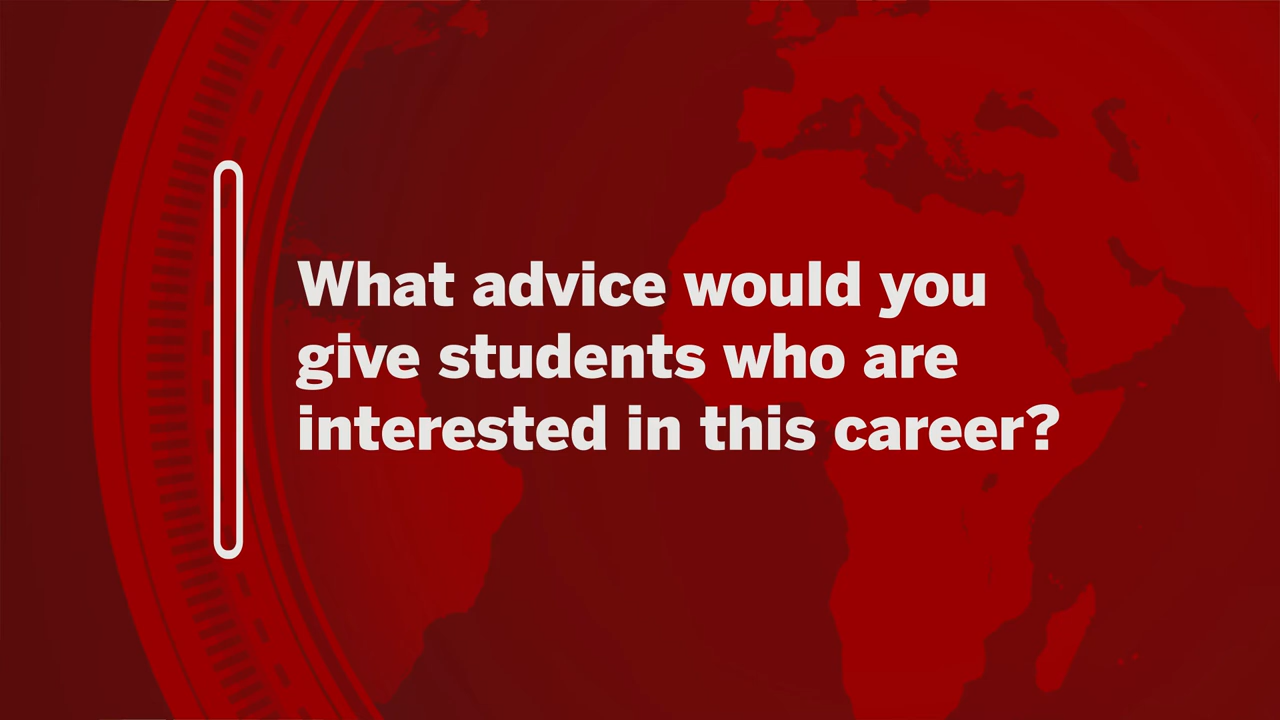 What advice would you
give students who are
interested in this career?